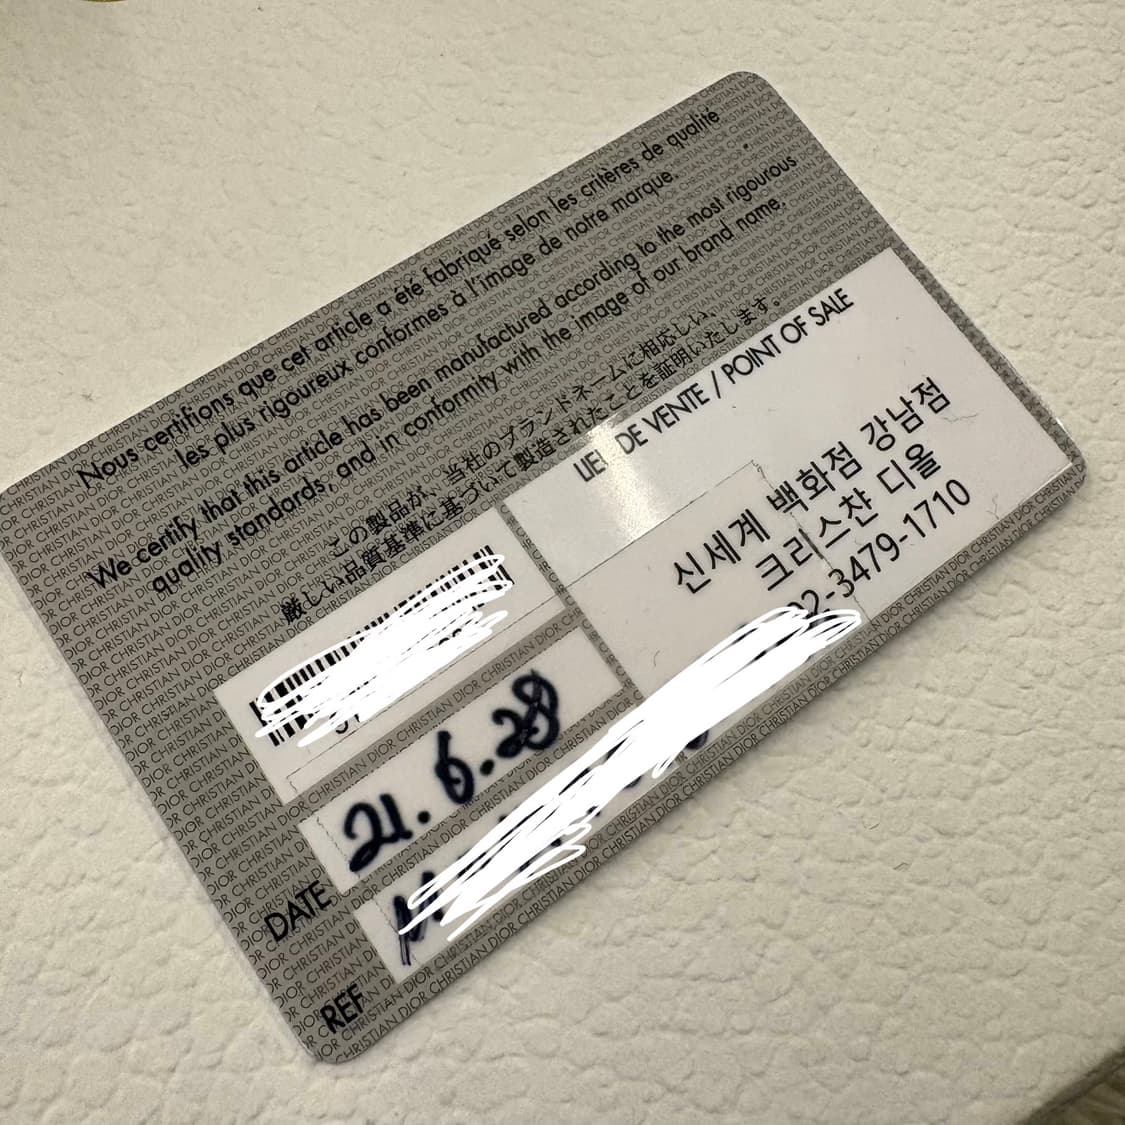 Nous certifions que cet article a été fabriqué selon les critères de qualité
les plus rigoureux conformes à l'image de notre marque.
We certify that this article has been manufactured according to the most rigourous
quality standards, and in conformity with the image of our brand name.
この製品が、当社のブランドネームに相応しい、
厳しい品質基準に基づいて製造されたことを証明いたします。
DE VENTE / POINT OF SALE
신세계 백화점 강남점
크리스챤 디올
2-3479-1710
DATE 21. 6. 28
REF
CHRISTIAN DIOR